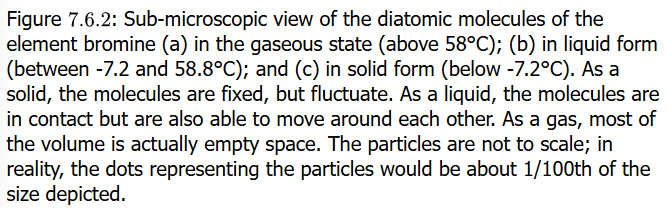 Figure 7.6.2: Sub-microscopic view of the diatomic molecules of the
element bromine (a) in the gaseous state (above 58°C); (b) in liquid form
(between -7.2 and 58.8°C); and (c) in solid form (below -7.2°C). As a
solid, the molecules are fixed, but fluctuate. As a liquid, the molecules are
in contact but are also able to move around each other. As a gas, most of
the volume is actually empty space. The particles are not to scale; in
reality, the dots representing the particles would be about 1/100th of the
size depicted.